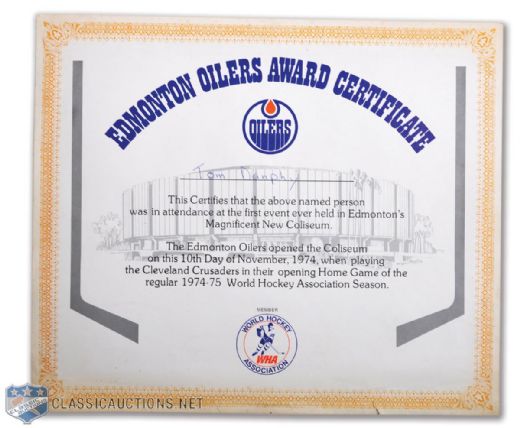 EDMONTON OILERS AWARD CERTIFICATE
OILERS
Tom Dunphy
This Certifies that the above named person
was in attendance at the first event ever held in Edmonton's
Magnificent New Coliseum.
The Edmonton Oilers opened the Coliseum
on this 10th Day of November, 1974, when playing
the Cleveland Crusaders in their opening Home Game of the
regular 1974-75 World Hockey Association Season.
MEMBER
WORLD HOCKEY
WHA
ASSOCIATION
CLASSICAUCTIONS.NET